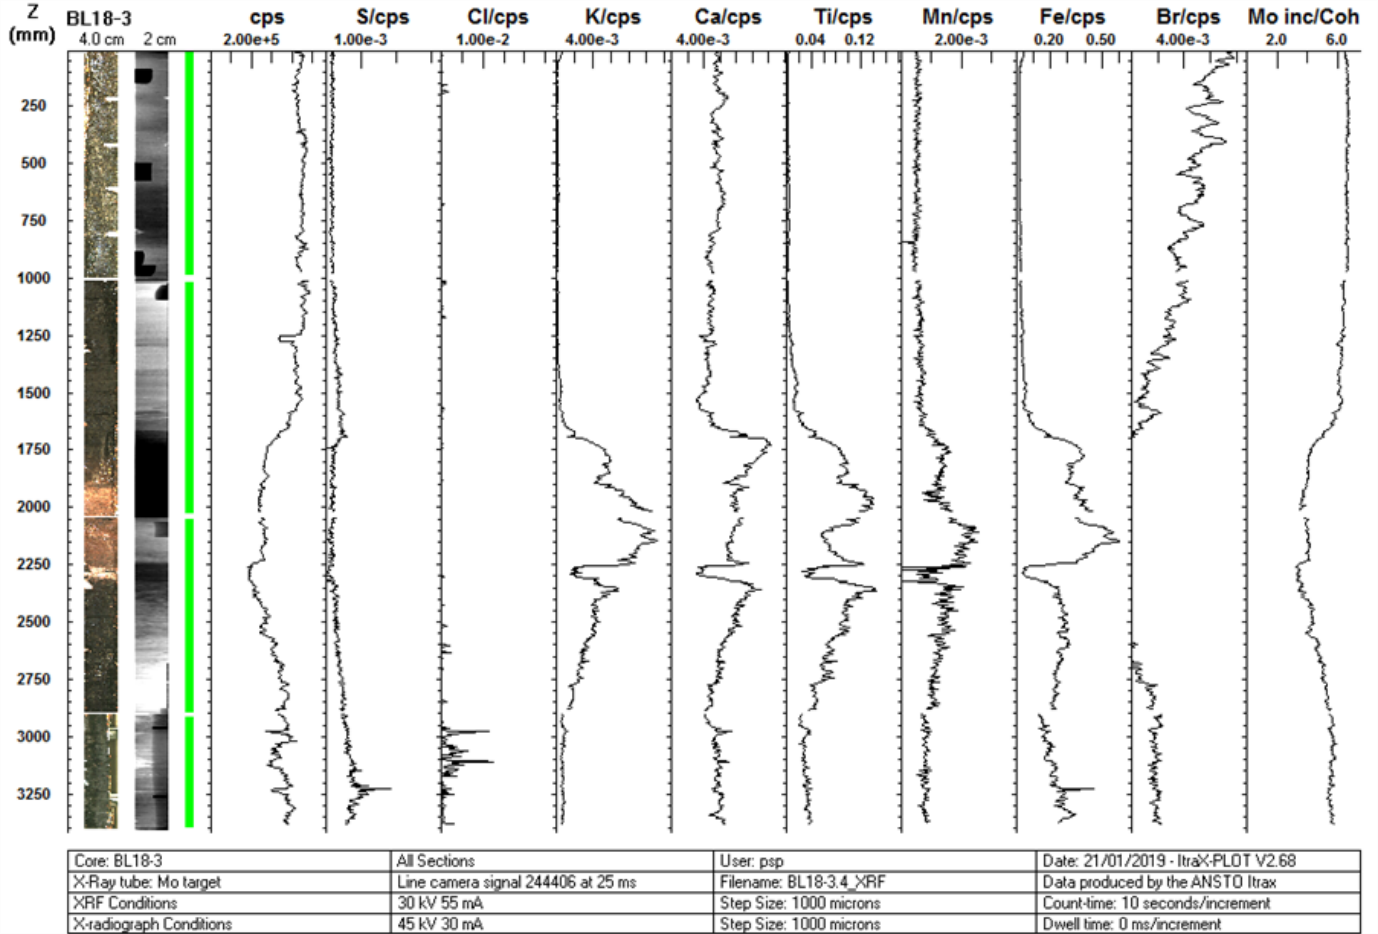 Z BL18-3 cps S/cps Cl/cps K/cps Ca/cps Ti/cps Mn/cps Fe/cps Br/cps Mo inc/Coh
(mm) 4.0 cm 2 cm 2.00e+5 1.00e-3 1.00e-2 4.00e-3 4.00e-3 0.04 0.12 2.00e-3 0.20 0.50 4.00e-3 2.0 6.0
250
500
750
1000
1250
1500
1750
2000
2250
2500
2750
3000
3250
Core: BL18-3 All Sections User: psp Date: 21/01/2019 - ItraX-PLOT V2.68
X-Ray tube: Mo target Line camera signal 244406 at 25 ms Filename: BL18-3.4_XRF Data produced by the ANSTO Itrax
XRF Conditions 30 kV 55 mA Step Size: 1000 microns Count-time: 10 seconds/increment
X-radiograph Conditions 45 kV 30 mA Step Size: 1000 microns Dwell time: 0 ms/increment